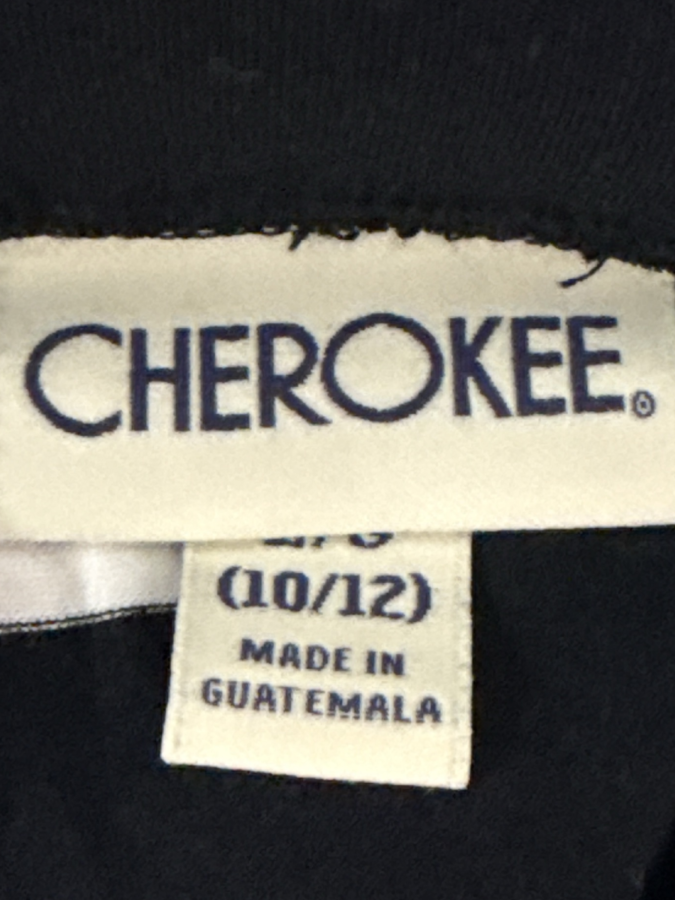 CHEROKEE®
(10/12)
MADE IN
GUATEMALA